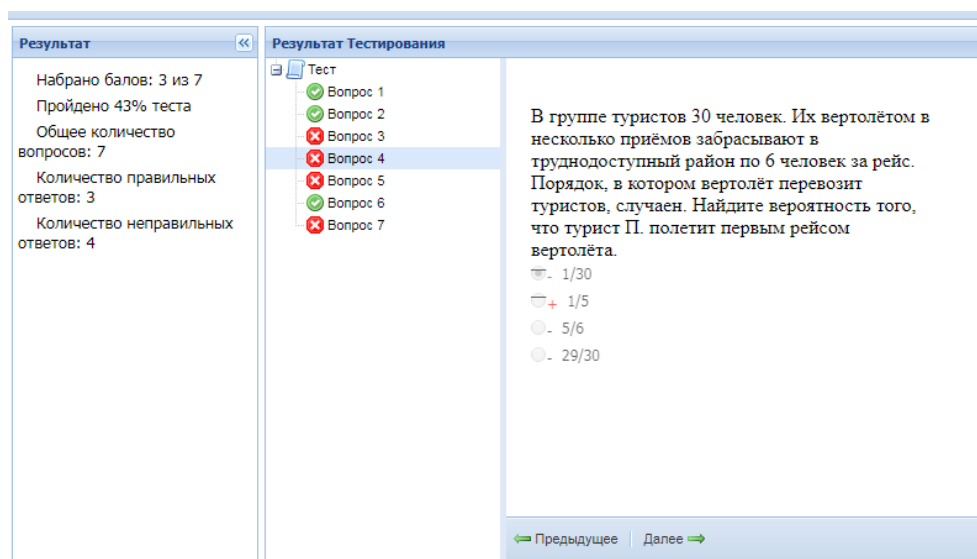 Результат
Набрано балов: 3 из 7
Пройдено 43% теста
Общее количество
вопросов: 7
Количество правильных
ответов: 3
Количество неправильных
ответов: 4
Результат Тестирования
Тест
Вопрос 1
Вопрос 2
Вопрос 3
Вопрос 4
Вопрос 5
Вопрос 6
Вопрос 7
В группе туристов 30 человек. Их вертолётом в
несколько приёмов забрасывают в
труднодоступный район по 6 человек за рейс.
Порядок, в котором вертолёт перевозит
туристов, случаен. Найдите вероятность того,
что турист П. полетит первым рейсом
вертолёта.
- 1/30
+ 1/5
- 5/6
- 29/30
Предыдущее Далее